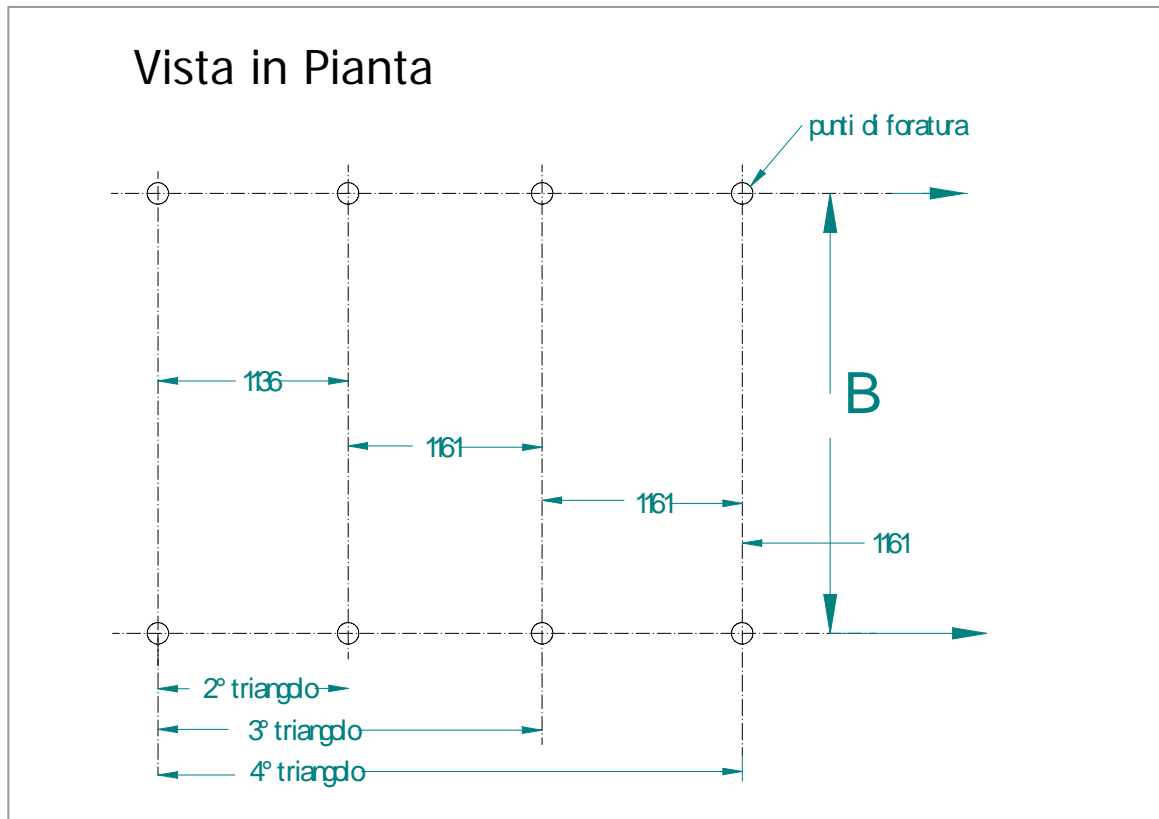 Vista in Pianta
punti di foratura
1136
B
1161
1161
1161
2° triangolo
3° triangolo
4° triangolo